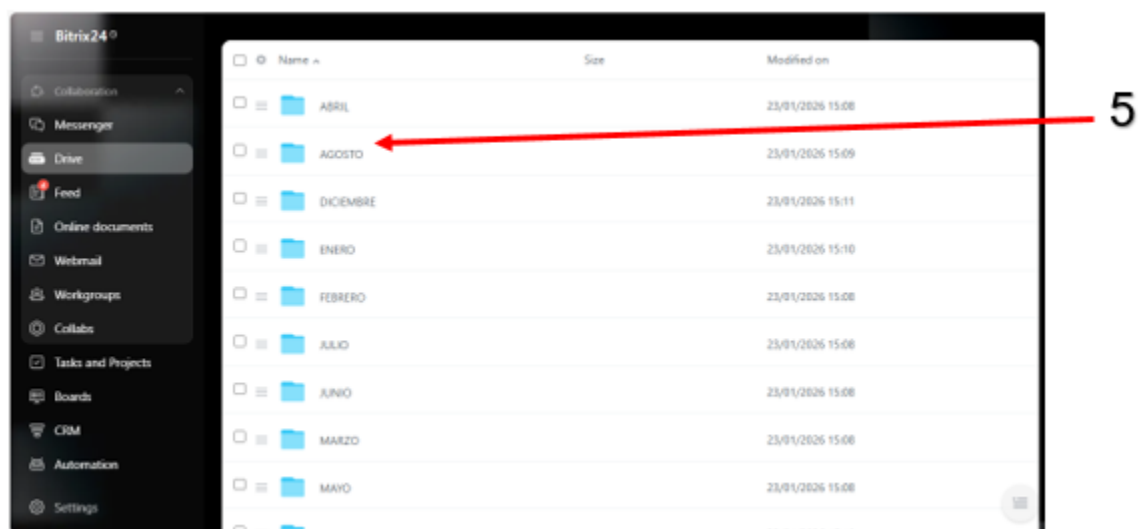 Bitrix24
Collaboration
Messenger
Drive
Feed
Online documents
Webmail
Workgroups
Collabs
Tasks and Projects
Boards
CRM
Automation
Settings
Name Size Modified on
ABRIL 23/01/2026 15:08
AGOSTO 23/01/2026 15:09
DICIEMBRE 23/01/2026 15:11
ENERO 23/01/2026 15:10
FEBRERO 23/01/2026 15:08
JULIO 23/01/2026 15:08
JUNIO 23/01/2026 15:08
MARZO 23/01/2026 15:08
MAYO 23/01/2026 15:08
5